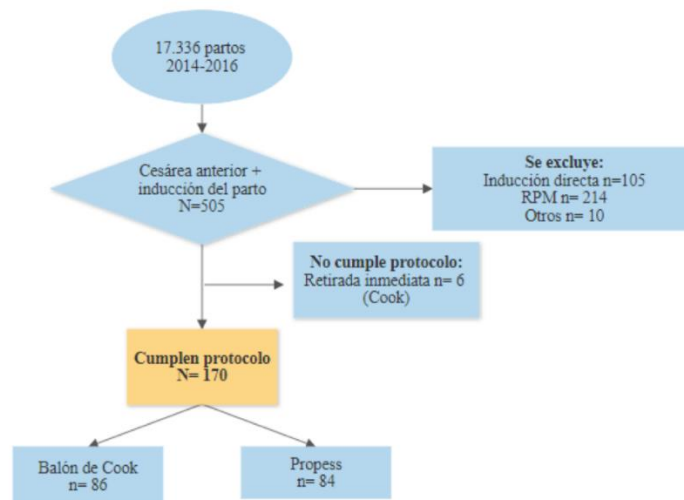 17.336 partos
2014-2016
Cesárea anterior +
inducción del parto
N=505
Se excluye:
Inducción directa n=105
RPM n= 214
Otros n= 10
No cumple protocolo:
Retirada inmediata n= 6
(Cook)
Cumplen protocolo
N= 170
Balón de Cook
n= 86
Propess
n= 84